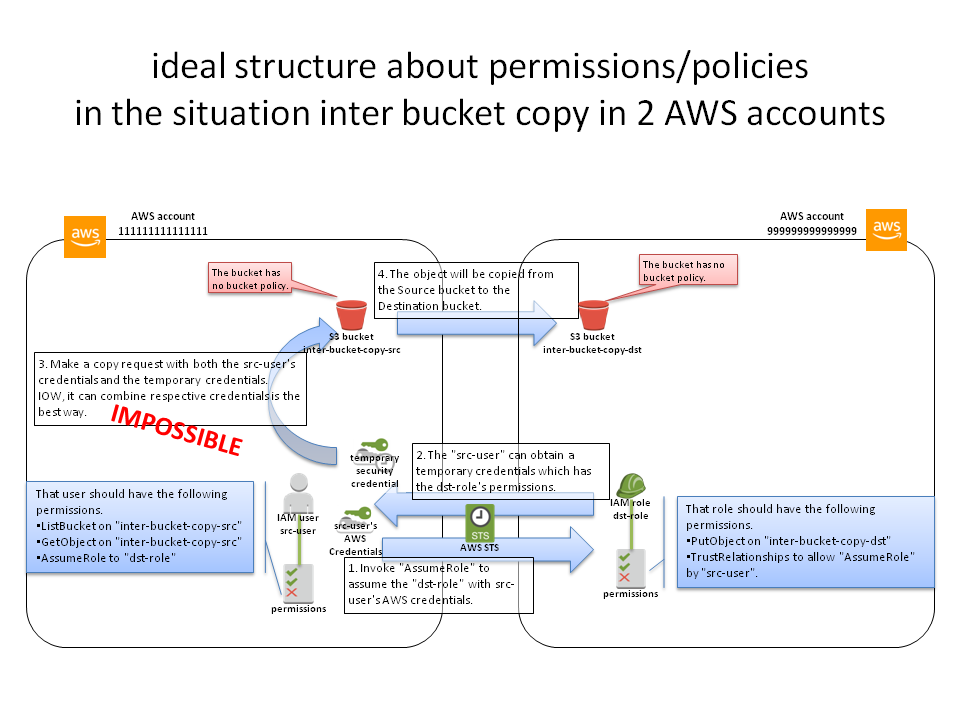 ideal structure about permissions/policies
in the situation inter bucket copy in 2 AWS accounts
aws
AWS account
111111111111111
AWS account
999999999999999
aws
The bucket has
no bucket policy.
4. The object will be copied from
the Source bucket to the
Destination bucket.
The bucket has no
bucket policy.
S3 bucket
inter-bucket-copy-src
S3 bucket
inter-bucket-copy-dst
3. Make a copy request with both the src-user's
credentials and the temporary credentials.
IOW, it can combine respective credentials is the
best way.
IMPOSSIBLE
temporary
security
credential
2. The "src-user" can obtain a
temporary credentials which has
the dst-role's permissions.
That user should have the following
permissions.
•ListBucket on "inter-bucket-copy-src"
•GetObject on "inter-bucket-copy-src"
•AssumeRole to "dst-role"
IAM user
src-user
src-user's
AWS
Credentials
STS
AWS STS
IAM role
dst-role
That role should have the following
permissions.
•PutObject on "inter-bucket-copy-dst"
•TrustRelationships to allow "AssumeRole"
by "src-user".
1. Invoke "AssumeRole" to
assume the "dst-role" with src-
user's AWS credentials.
permissions
permissions